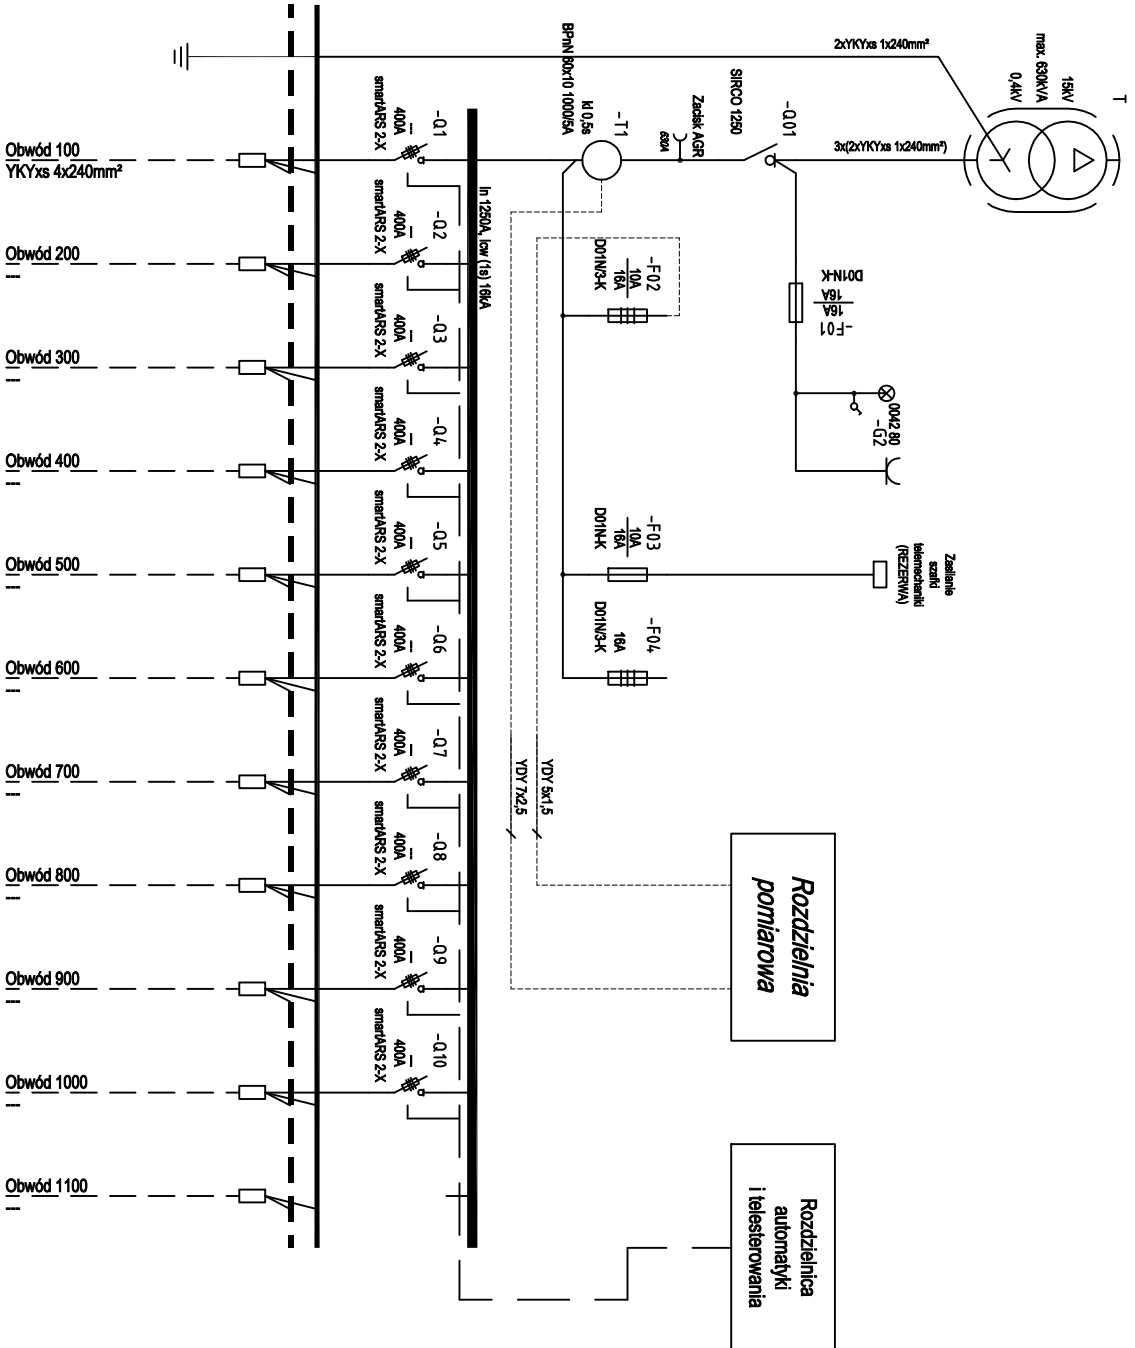 T
15kV
max. 630kVA
0,4kV
2xYKYxs 1x240mm²
3x(2xYKYxs 1x240mm²)
-Q01
SIRCO 1250
Zacisk AGR
630A
-T1
kl 0,5s
BPnN 60x10 1000/5A
In 1250A, Icw (1s) 16kA
-F01
16A
16A
D01N-K
0042 80
-G2
-F02
10A
16A
D01N/3-K
-F03
10A
16A
D01N-K
Zasilanie
szafki
telemechaniki
(REZERWA)
-F04
16A
D01N/3-K
YDY 5x1,5
YDY 7x2,5
Rozdzielnia
pomiarowa
Rozdzielnica
automatyki
i telesterowania
-Q1
---
400A
smartARS 2-X
-Q2
---
400A
smartARS 2-X
-Q3
---
400A
smartARS 2-X
-Q4
---
400A
smartARS 2-X
-Q5
---
400A
smartARS 2-X
-Q6
---
400A
smartARS 2-X
-Q7
---
400A
smartARS 2-X
-Q8
---
400A
smartARS 2-X
-Q9
---
400A
smartARS 2-X
-Q10
---
400A
smartARS 2-X
Obwód 100
YKYxs 4x240mm²
Obwód 200
---
Obwód 300
---
Obwód 400
---
Obwód 500
---
Obwód 600
---
Obwód 700
---
Obwód 800
---
Obwód 900
---
Obwód 1000
---
Obwód 1100
---